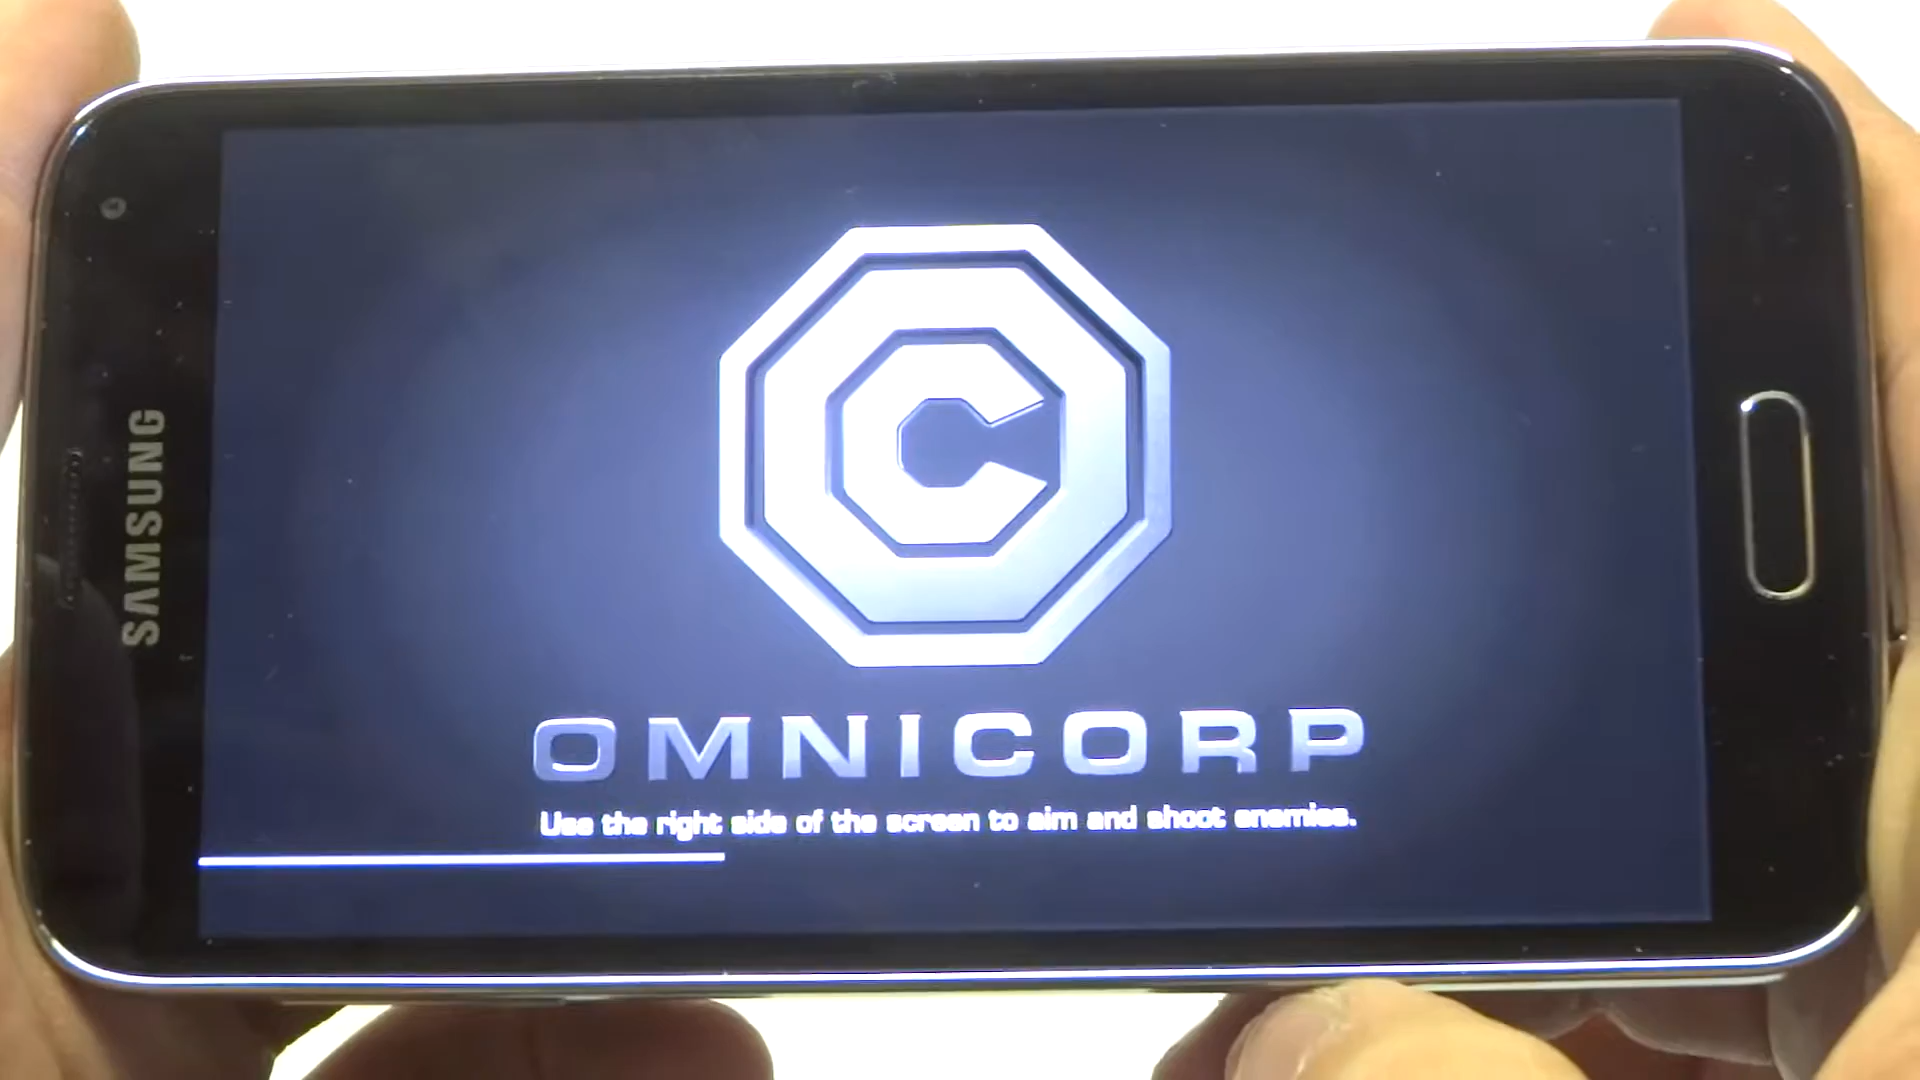 SAMSUNG
OMNICORP
Use the right side of the screen to aim and shoot enemies.